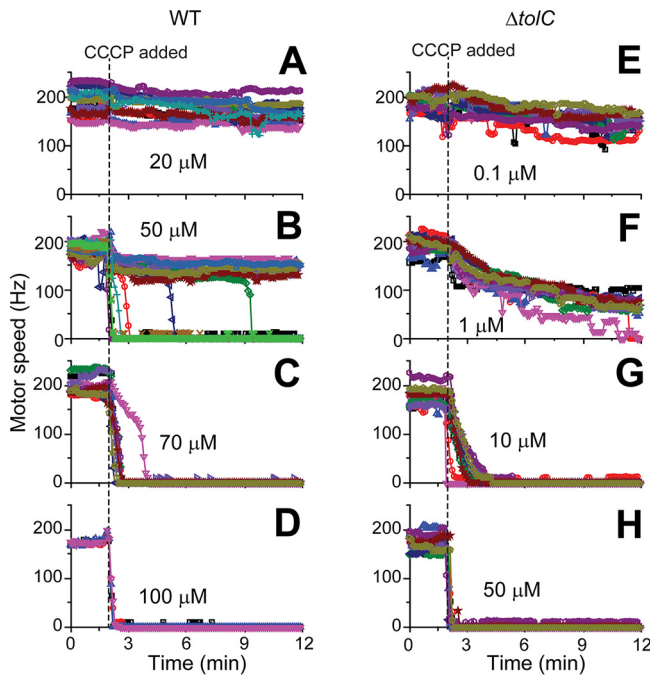 WT
ΔtolC
CCCP added
A
200
100
0
20 μM
CCCP added
E
200
100
0
0.1 μM
B
200
100
0
50 μM
F
200
100
0
1 μM
C
200
100
0
70 μM
G
200
100
0
10 μM
D
200
100
0
100 μM
H
200
100
0
50 μM
Motor speed (Hz)
0 3 6 9 12
Time (min)
0 3 6 9 12
Time (min)